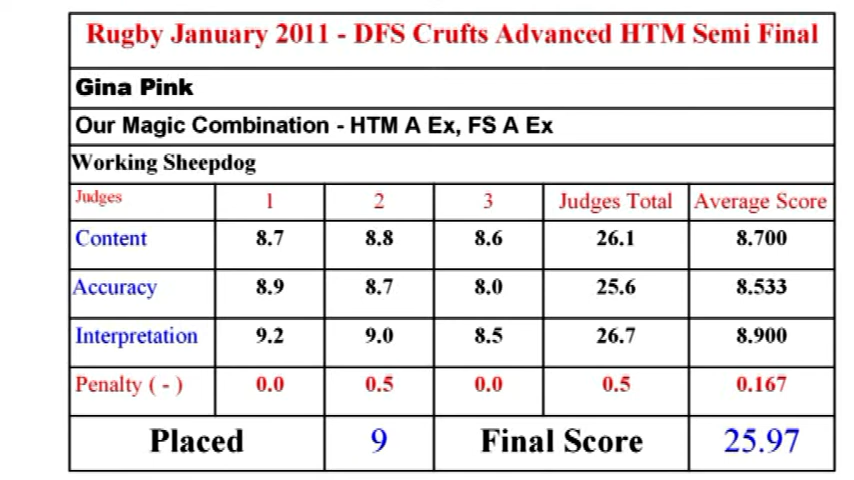 Rugby January 2011 - DFS Crufts Advanced HTM Semi Final
Gina Pink
Our Magic Combination - HTM A Ex, FS A Ex
Working Sheepdog
Judges 1 2 3 Judges Total Average Score
Content 8.7 8.8 8.6 26.1 8.700
Accuracy 8.9 8.7 8.0 25.6 8.533
Interpretation 9.2 9.0 8.5 26.7 8.900
Penalty ( - ) 0.0 0.5 0.0 0.5 0.167
Placed 9 Final Score 25.97